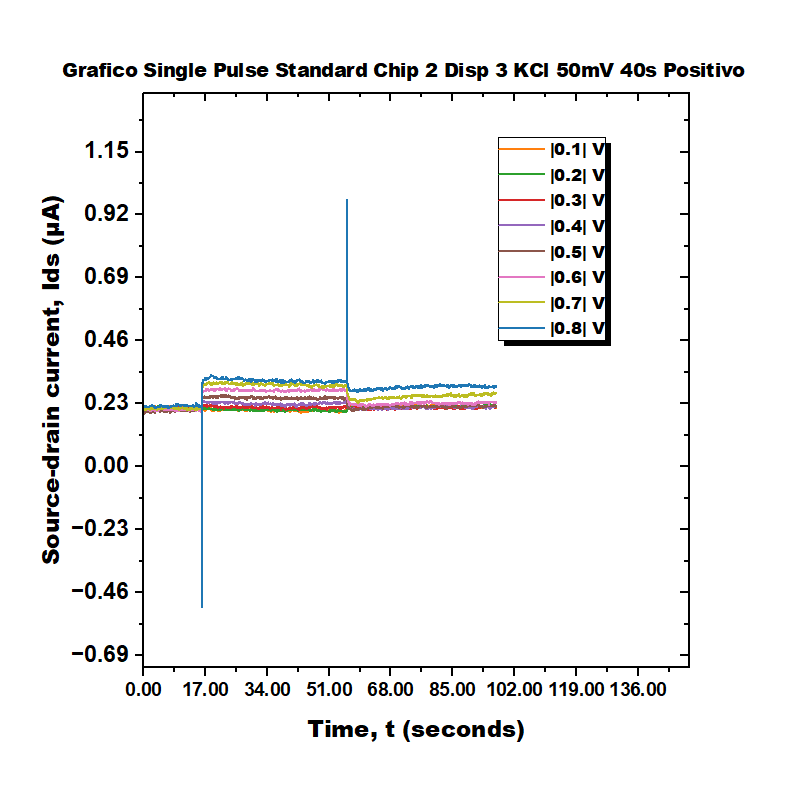 Grafico Single Pulse Standard Chip 2 Disp 3 KCl 50mV 40s Positivo
|0.1| V
|0.2| V
|0.3| V
|0.4| V
|0.5| V
|0.6| V
|0.7| V
|0.8| V
Source-drain current, Ids (µA)
1.15
0.92
0.69
0.46
0.23
0.00
−0.23
−0.46
−0.69
0.00 17.00 34.00 51.00 68.00 85.00 102.00 119.00 136.00
Time, t (seconds)